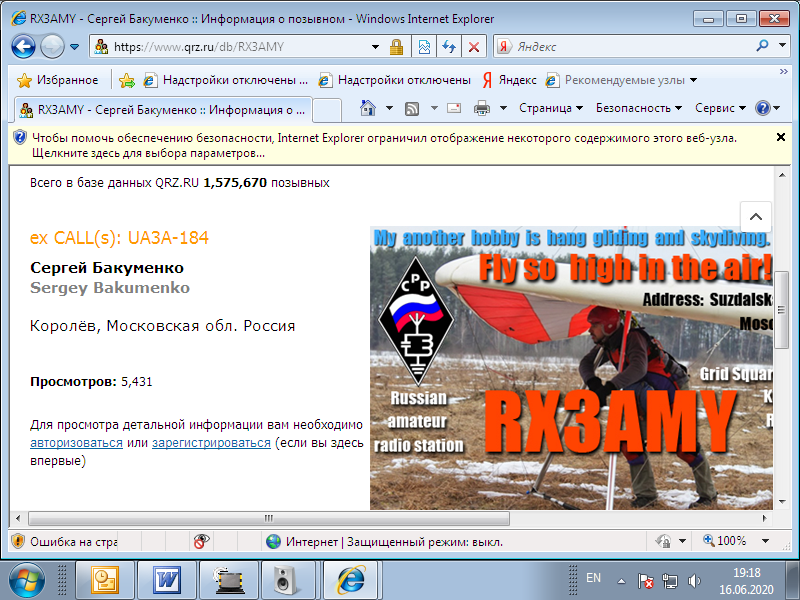 RX3AMY - Сергей Бакуменко :: Информация о позывном - Windows Internet Explorer
https://www.qrz.ru/db/RX3AMY
Яндекс
Избранное
Надстройки отключены ...
Надстройки отключены
Яндекс
Рекомендуемые узлы
RX3AMY - Сергей Бакуменко :: Информация о ...
Страница
Безопасность
Сервис
Чтобы помочь обеспечению безопасности, Internet Explorer ограничил отображение некоторого содержимого этого веб-узла.
Щелкните здесь для выбора параметров...
Всего в базе данных QRZ.RU 1,575,670 позывных
ex CALL(s): UA3A-184
Сергей Бакуменко
Sergey Bakumenko
Королёв, Московская обл. Россия
Просмотров: 5,431
Для просмотра детальной информации вам необходимо
авторизоваться или зарегистрироваться (если вы здесь
впервые)
My another hobby is hang gliding and skydiving.
Fly so high in the air!
Address: Suzdalsk
Mosc
Grid Squar
K
R
СРР
Russian
amateur
radio station
RX3AMY
Ошибка на стра
Интернет | Защищенный режим: выкл.
100%
EN
19:18
16.06.2020